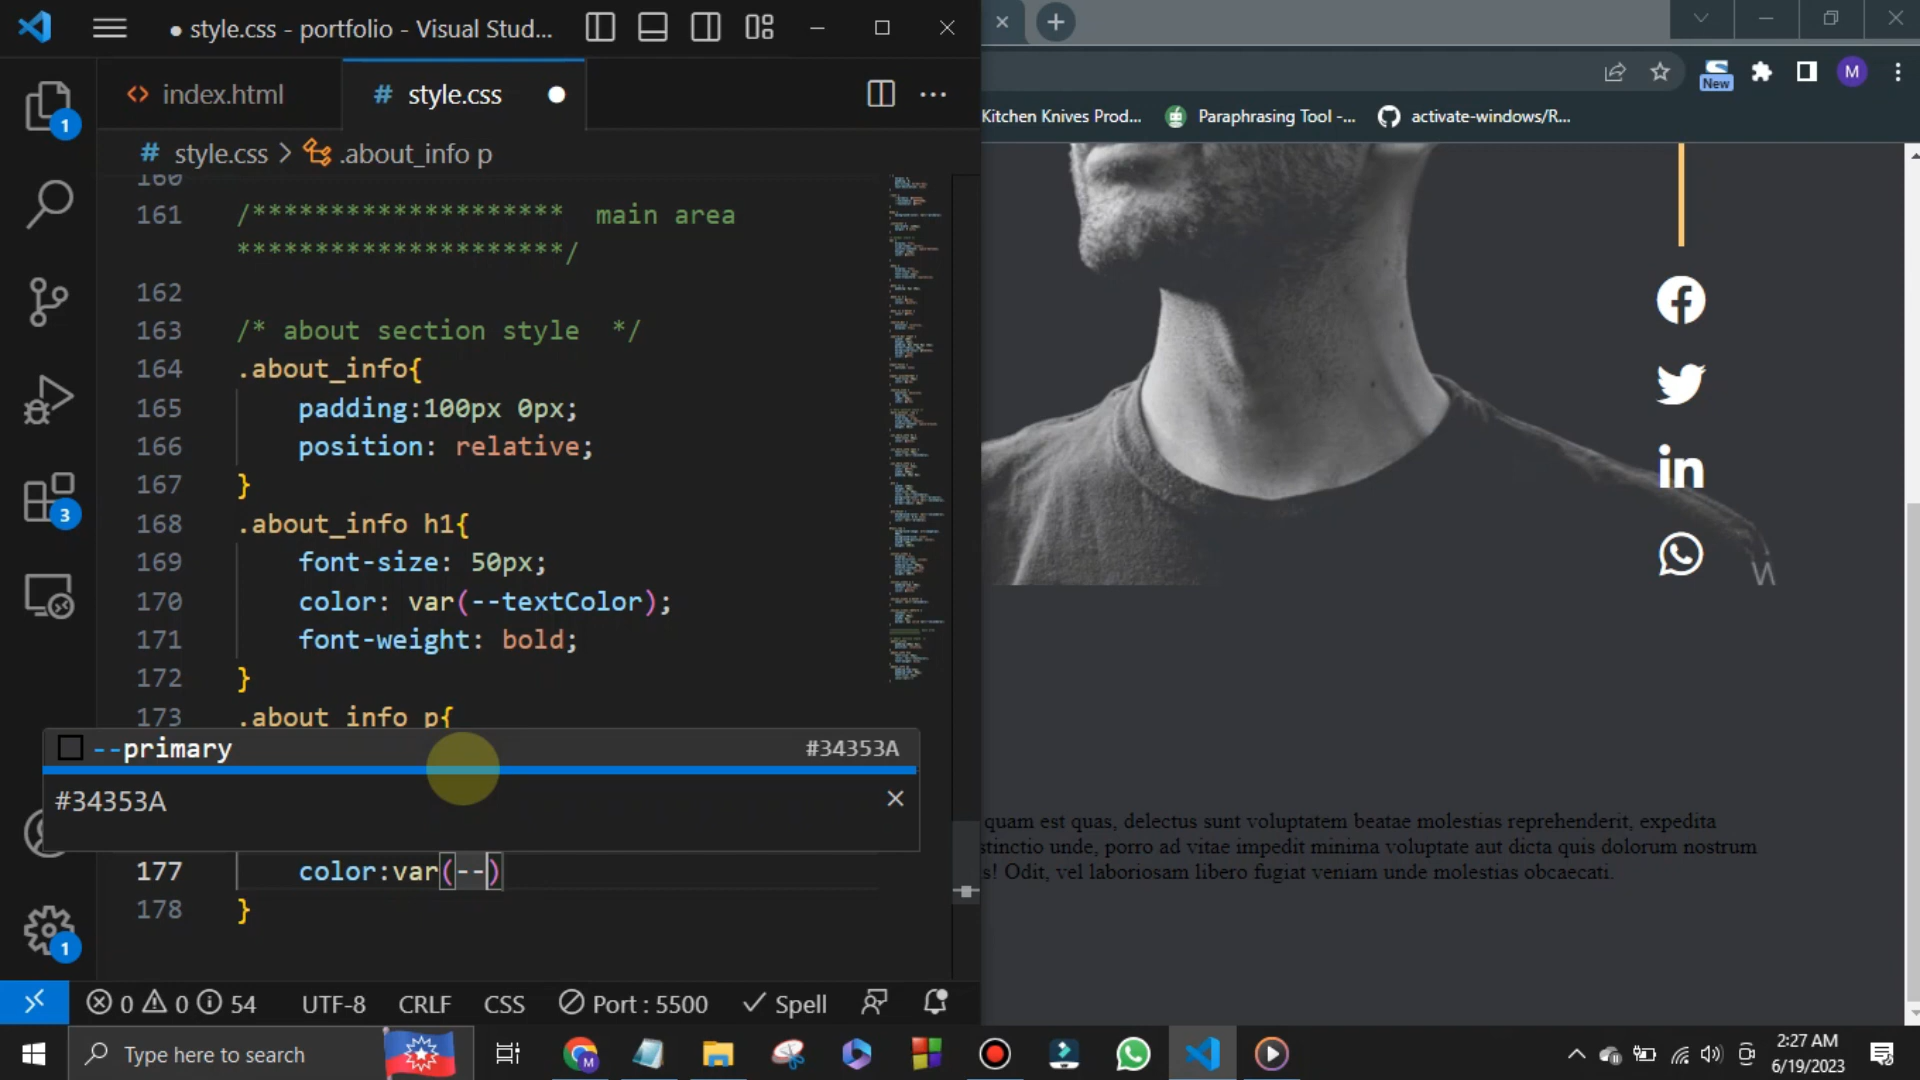 style.css - portfolio - Visual Stud...
index.html
# style.css
# style.css > .about_info p
160
161 /******************** main area
*********************/
162
163 /* about section style */
164 .about_info{
165 padding:100px 0px;
166 position: relative;
167 }
168 .about_info h1{
169 font-size: 50px;
170 color: var(--textColor);
171 font-weight: bold;
172 }
173 .about_info p{
--primary #34353A
#34353A
177 color:var(--)
178 }
1
3
1
0 0 54 UTF-8 CRLF CSS Port : 5500 Spell
New
M
Kitchen Knives Prod... Paraphrasing Tool -... activate-windows/R...
W
quam est quas, delectus sunt voluptatem beatae molestias reprehenderit, expedita
stinctio unde, porro ad vitae impedit minima voluptate aut dicta quis dolorum nostrum
s! Odit, vel laboriosam libero fugiat veniam unde molestias obcaecati.
Type here to search
2:27 AM
6/19/2023